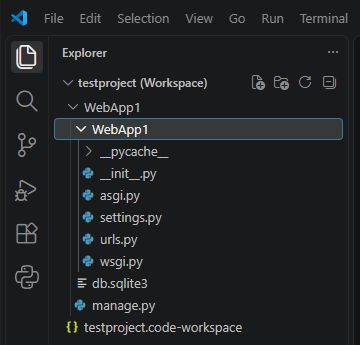 File Edit Selection View Go Run Terminal
Explorer
testproject (Workspace)
WebApp1
WebApp1
__pycache__
__init__.py
asgi.py
settings.py
urls.py
wsgi.py
db.sqlite3
manage.py
{} testproject.code-workspace